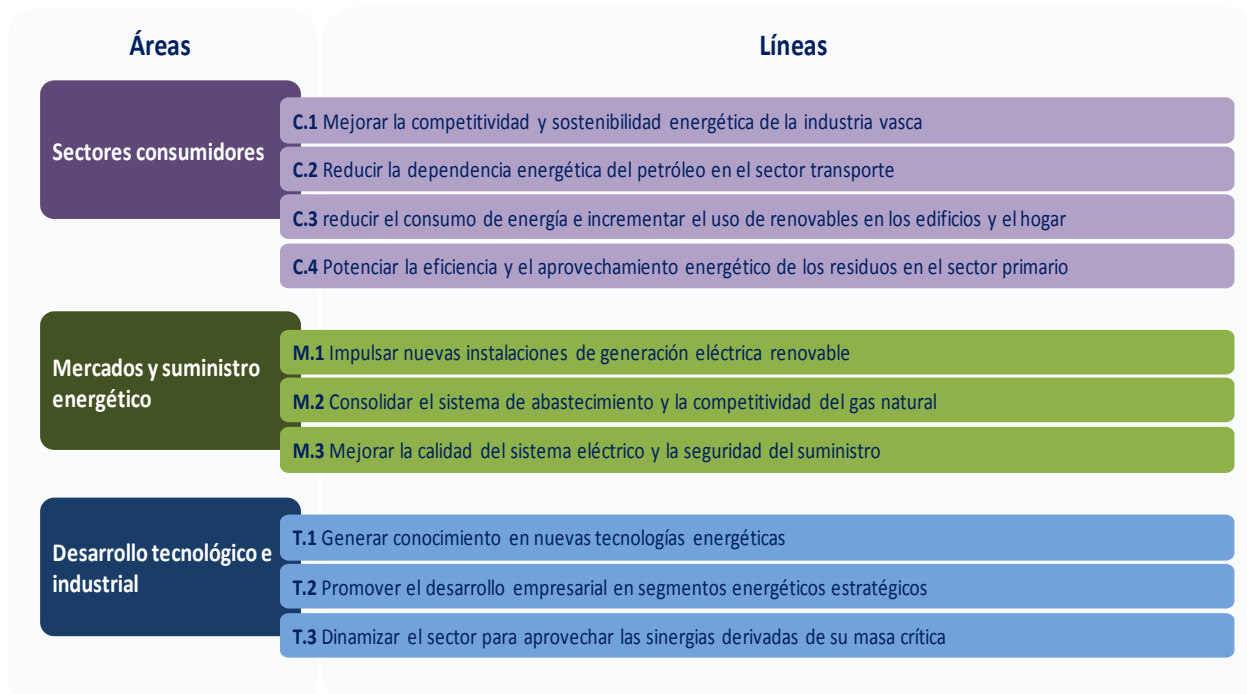 Áreas
Líneas
Sectores consumidores
C.1 Mejorar la competitividad y sostenibilidad energética de la industria vasca
C.2 Reducir la dependencia energética del petróleo en el sector transporte
C.3 reducir el consumo de energía e incrementar el uso de renovables en los edificios y el hogar
C.4 Potenciar la eficiencia y el aprovechamiento energético de los residuos en el sector primario
Mercados y suministro
energético
M.1 Impulsar nuevas instalaciones de generación eléctrica renovable
M.2 Consolidar el sistema de abastecimiento y la competitividad del gas natural
M.3 Mejorar la calidad del sistema eléctrico y la seguridad del suministro
Desarrollo tecnológico e
industrial
T.1 Generar conocimiento en nuevas tecnologías energéticas
T.2 Promover el desarrollo empresarial en segmentos energéticos estratégicos
T.3 Dinamizar el sector para aprovechar las sinergias derivadas de su masa crítica